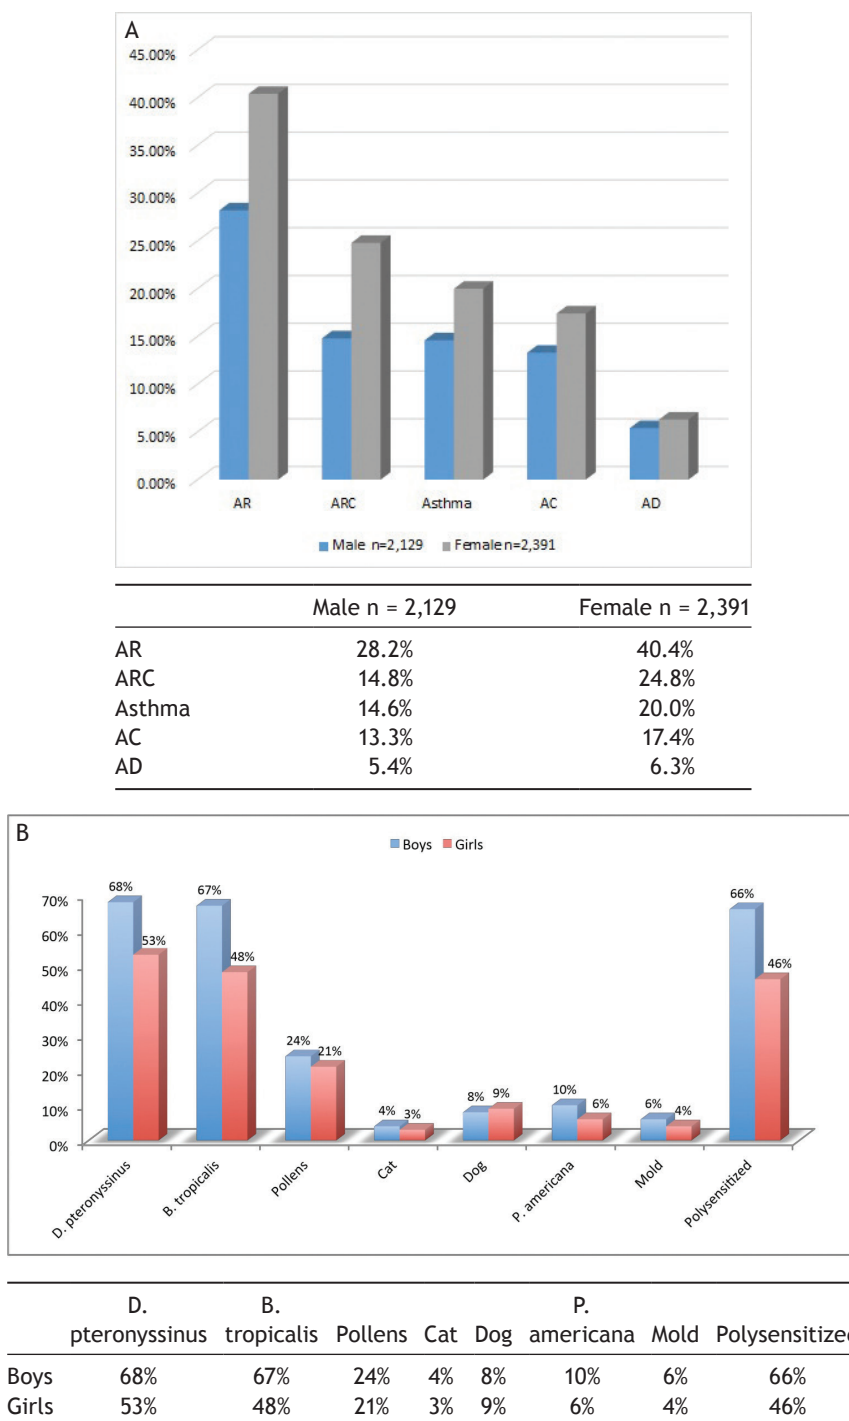 A
45.00%
40.00%
35.00%
30.00%
25.00%
20.00%
15.00%
10.00%
5.00%
0.00%
AR ARC Asthma AC AD
Male n=2,129 Female n=2,391
Male n = 2,129 Female n = 2,391
AR 28.2% 40.4%
ARC 14.8% 24.8%
Asthma 14.6% 20.0%
AC 13.3% 17.4%
AD 5.4% 6.3%
B
Boys Girls
70%
60%
50%
40%
30%
20%
10%
0%
68% 53% 67% 48% 24% 21% 4% 3% 8% 9% 10% 6% 6% 4% 66% 46%
D. pteronyssinus B. tropicalis Pollens Cat Dog P. americana Mold Polysensitized
D. B. P.
pteronyssinus tropicalis Pollens Cat Dog americana Mold Polysensitized
Boys 68% 67% 24% 4% 8% 10% 6% 66%
Girls 53% 48% 21% 3% 9% 6% 4% 46%